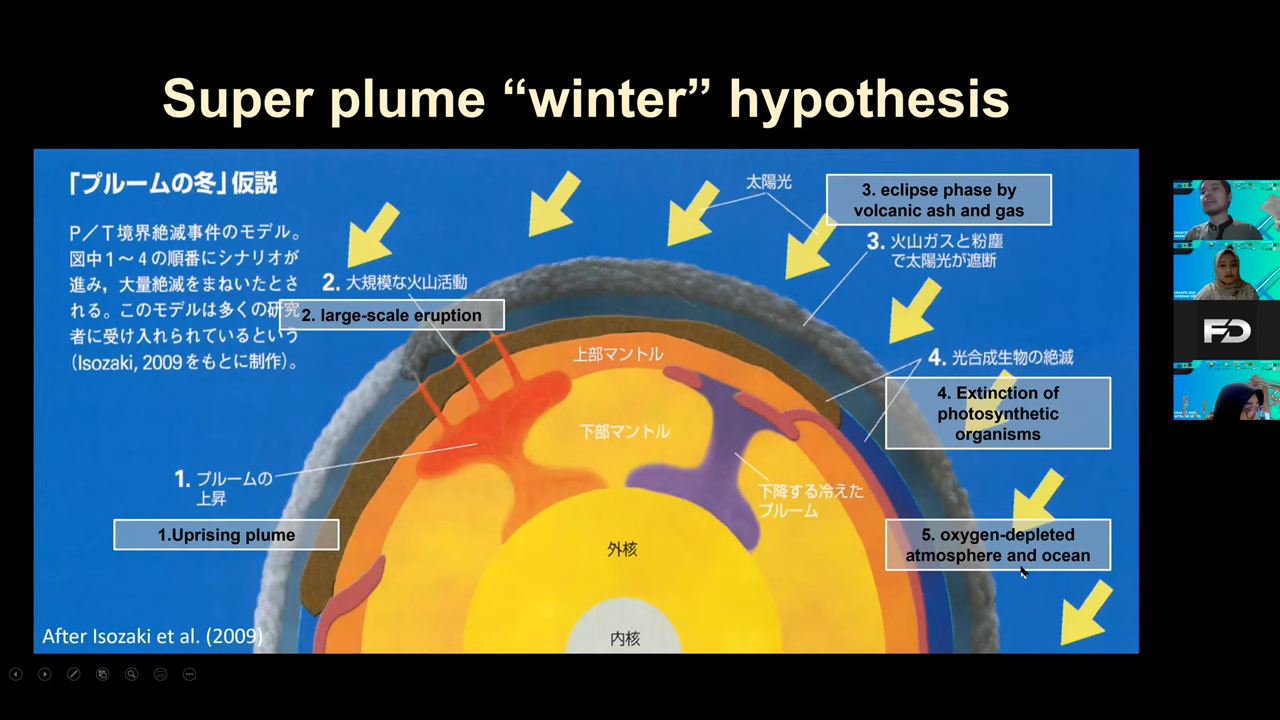 Super plume “winter” hypothesis
「プルームの冬」仮説
P／T境界絶滅事件のモデル。
図中1～4の順番にシナリオが
進み，大量絶滅をまねいたとさ
れる。このモデルは多くの研究
者に受け入れられているという
(Isozaki, 2009をもとに制作)。
太陽光
3. eclipse phase by
volcanic ash and gas
3. 火山ガスと粉塵
で太陽光が遮断
2. 大規模な火山活動
2. large-scale eruption
上部マントル
4. 光合成生物の絶滅
4. Extinction of
photosynthetic
organisms
下部マントル
1. プルームの
上昇
下降する冷えた
プルーム
1.Uprising plume
5. oxygen-depleted
atmosphere and ocean
外核
内核
After Isozaki et al. (2009)
FD